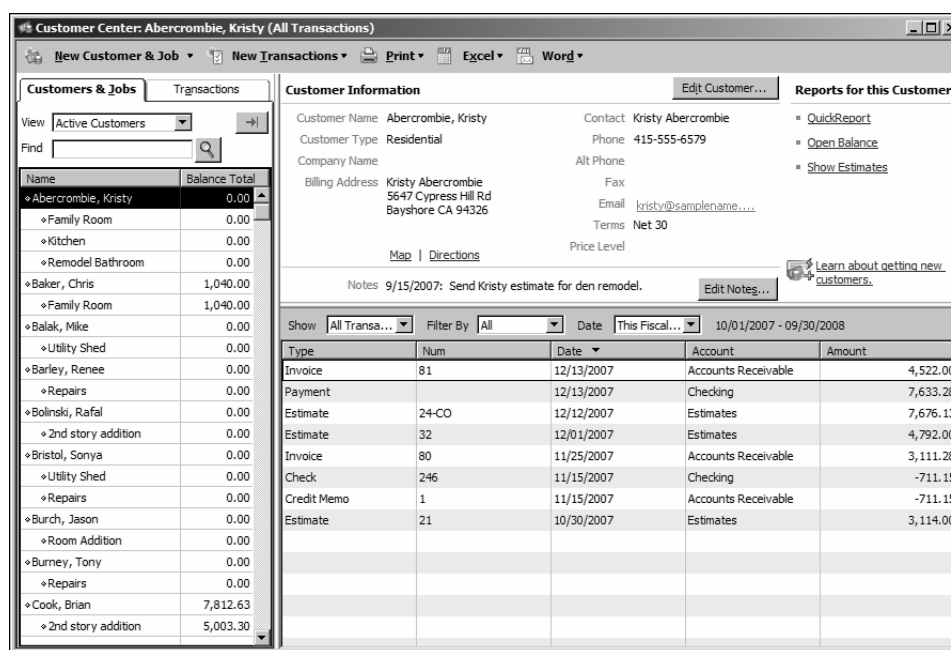 Customer Center: Abercrombie, Kristy (All Transactions)
New Customer & Job New Transactions Print Excel Word
Customers & Jobs Transactions
View Active Customers
Find
Name Balance Total
Abercrombie, Kristy 0.00
Family Room 0.00
Kitchen 0.00
Remodel Bathroom 0.00
Baker, Chris 1,040.00
Family Room 1,040.00
Balak, Mike 0.00
Utility Shed 0.00
Barley, Renee 0.00
Repairs 0.00
Bolinski, Rafal 0.00
2nd story addition 0.00
Bristol, Sonya 0.00
Utility Shed 0.00
Repairs 0.00
Burch, Jason 0.00
Room Addition 0.00
Burney, Tony 0.00
Repairs 0.00
Cook, Brian 7,812.63
2nd story addition 5,003.30
Customer Information Edit Customer...
Customer Name Abercrombie, Kristy
Customer Type Residential
Company Name
Billing Address Kristy Abercrombie
5647 Cypress Hill Rd
Bayshore CA 94326
Map | Directions
Contact Kristy Abercrombie
Phone 415-555-6579
Alt Phone
Fax
Email kristy@samplename....
Terms Net 30
Price Level
Notes 9/15/2007: Send Kristy estimate for den remodel. Edit Notes...
Reports for this Customer
QuickReport
Open Balance
Show Estimates
Learn about getting new
customers.
Show All Transa... Filter By All Date This Fiscal... 10/01/2007 - 09/30/2008
Type Num Date Account Amount
Invoice 81 12/13/2007 Accounts Receivable 4,522.00
Payment 12/13/2007 Checking 7,633.28
Estimate 24-CO 12/12/2007 Estimates 7,676.13
Estimate 32 12/01/2007 Estimates 4,792.00
Invoice 80 11/25/2007 Accounts Receivable 3,111.28
Check 246 11/15/2007 Checking -711.15
Credit Memo 1 11/15/2007 Accounts Receivable -711.15
Estimate 21 10/30/2007 Estimates 3,114.00